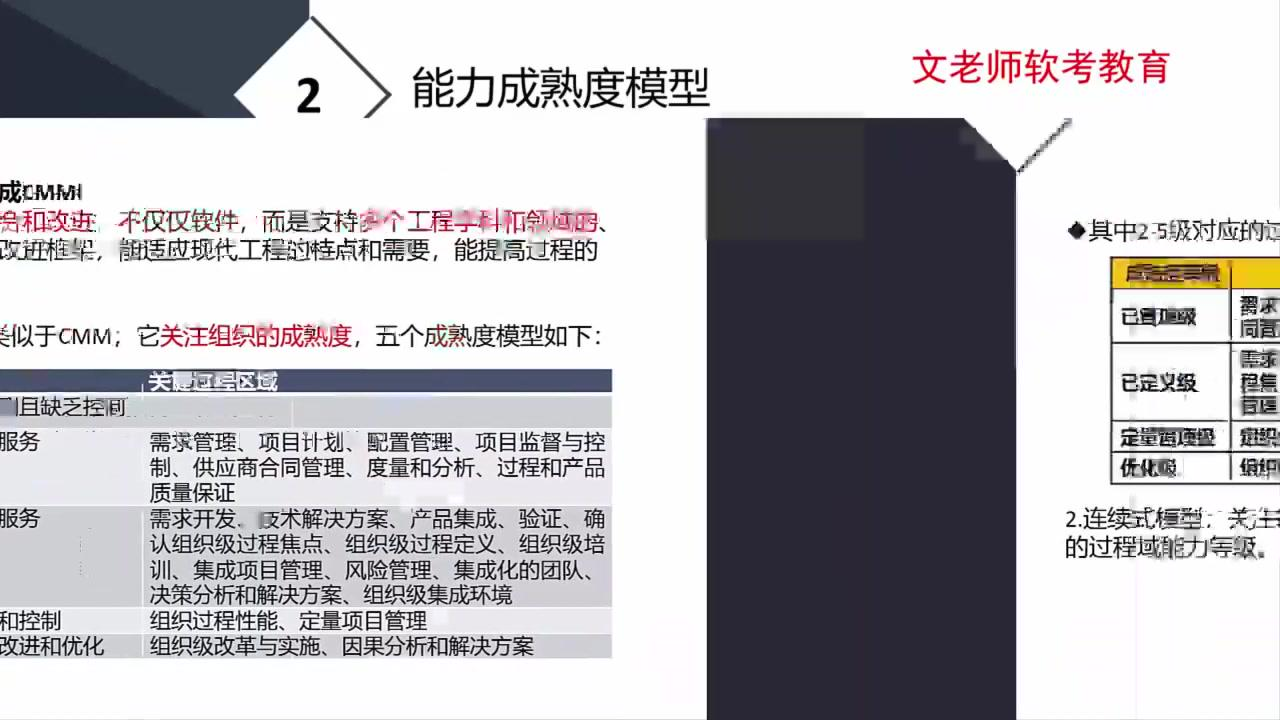 2
能力成熟度模型
文老师软考教育
成CMMI
合和改进，不仅仅软件，而是支持多个工程学科和领域的、
改进框架，能适应现代工程的特点和需要，能提高过程的
类似于CMM；它关注组织的成熟度，五个成熟度模型如下：
关键过程区域
且缺乏控制
服务
需求管理、项目计划、配置管理、项目监督与控
制、供应商合同管理、度量和分析、过程和产品
质量保证
服务
需求开发、技术解决方案、产品集成、验证、确
认组织级过程焦点、组织级过程定义、组织级培
训、集成项目管理、风险管理、集成化的团队、
决策分析和解决方案、组织级集成环境
和控制
组织过程性能、定量项目管理
改进和优化
组织级改革与实施、因果分析和解决方案
◆其中2-5级对应的过
已管理级
需求
已定义级
需求
定量管理级
组织
优化级
组织
2.连续式模型：关注
的过程域能力等级。